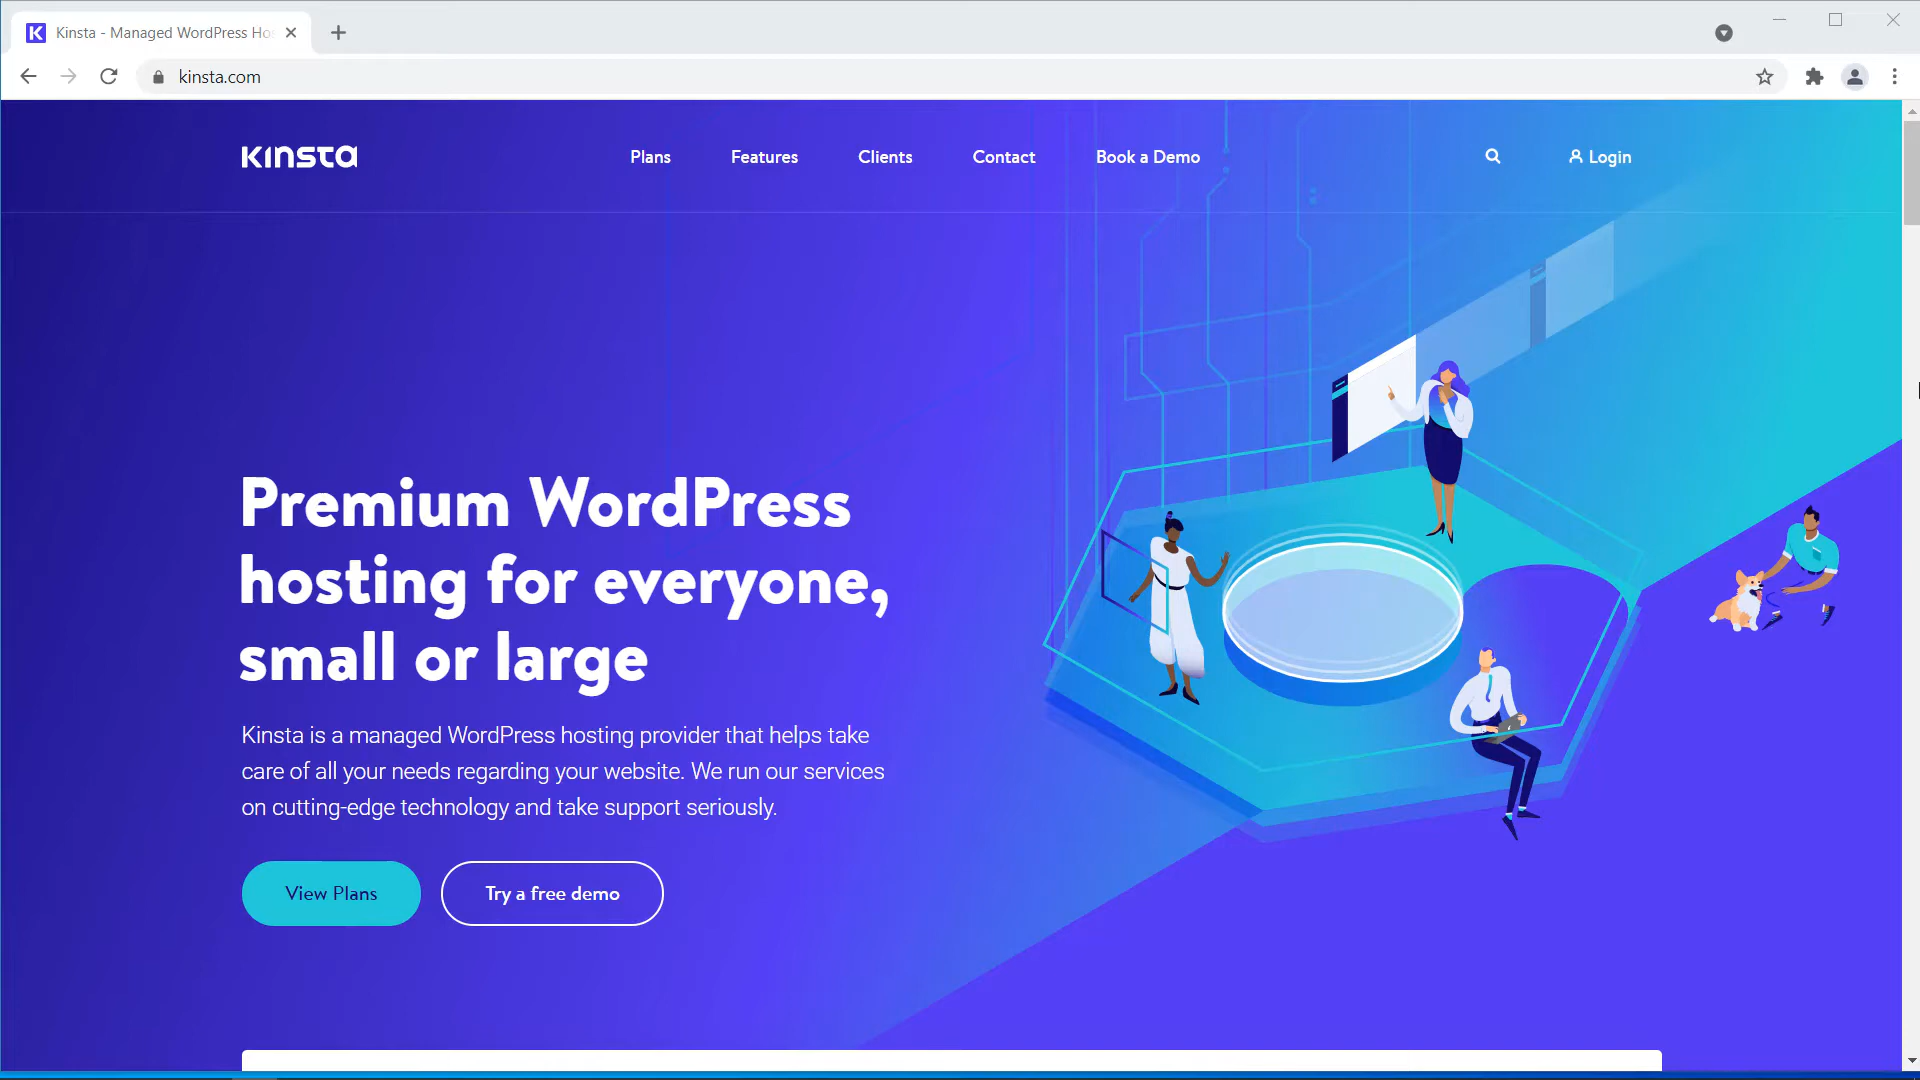 Kinsta - Managed WordPress Ho
kinsta.com
KINSTA
Plans
Features
Clients
Contact
Book a Demo
Login
Premium WordPress
hosting for everyone,
small or large
Kinsta is a managed WordPress hosting provider that helps take
care of all your needs regarding your website. We run our services
on cutting-edge technology and take support seriously.
View Plans
Try a free demo